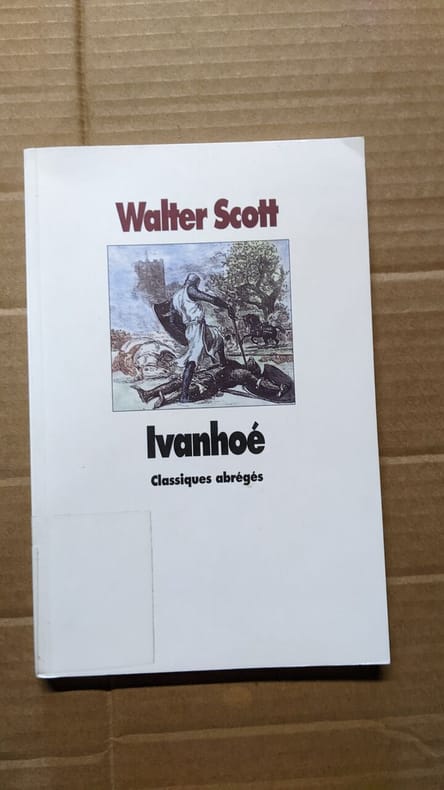 Walter Scott
Ivanhoé
Classiques abrégés